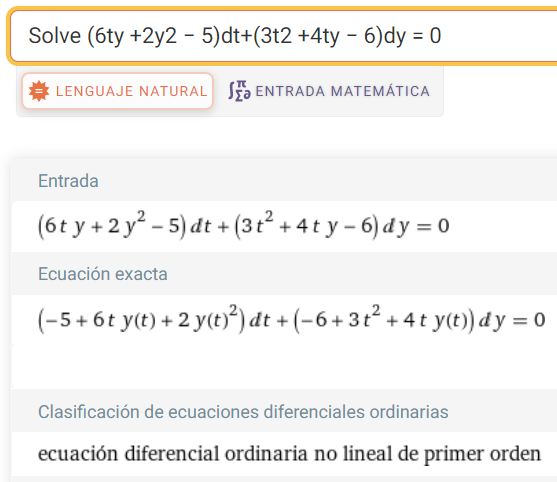 Solve (6ty +2y2 − 5)dt+(3t2 +4ty − 6)dy = 0
LENGUAJE NATURAL
∫Σ∂π ENTRADA MATEMÁTICA
Entrada
(6 t y + 2 y² − 5) dt + (3 t² + 4 t y − 6) dy = 0
Ecuación exacta
(−5 + 6 t y(t) + 2 y(t)²) dt + (−6 + 3 t² + 4 t y(t)) dy = 0
Clasificación de ecuaciones diferenciales ordinarias
ecuación diferencial ordinaria no lineal de primer orden